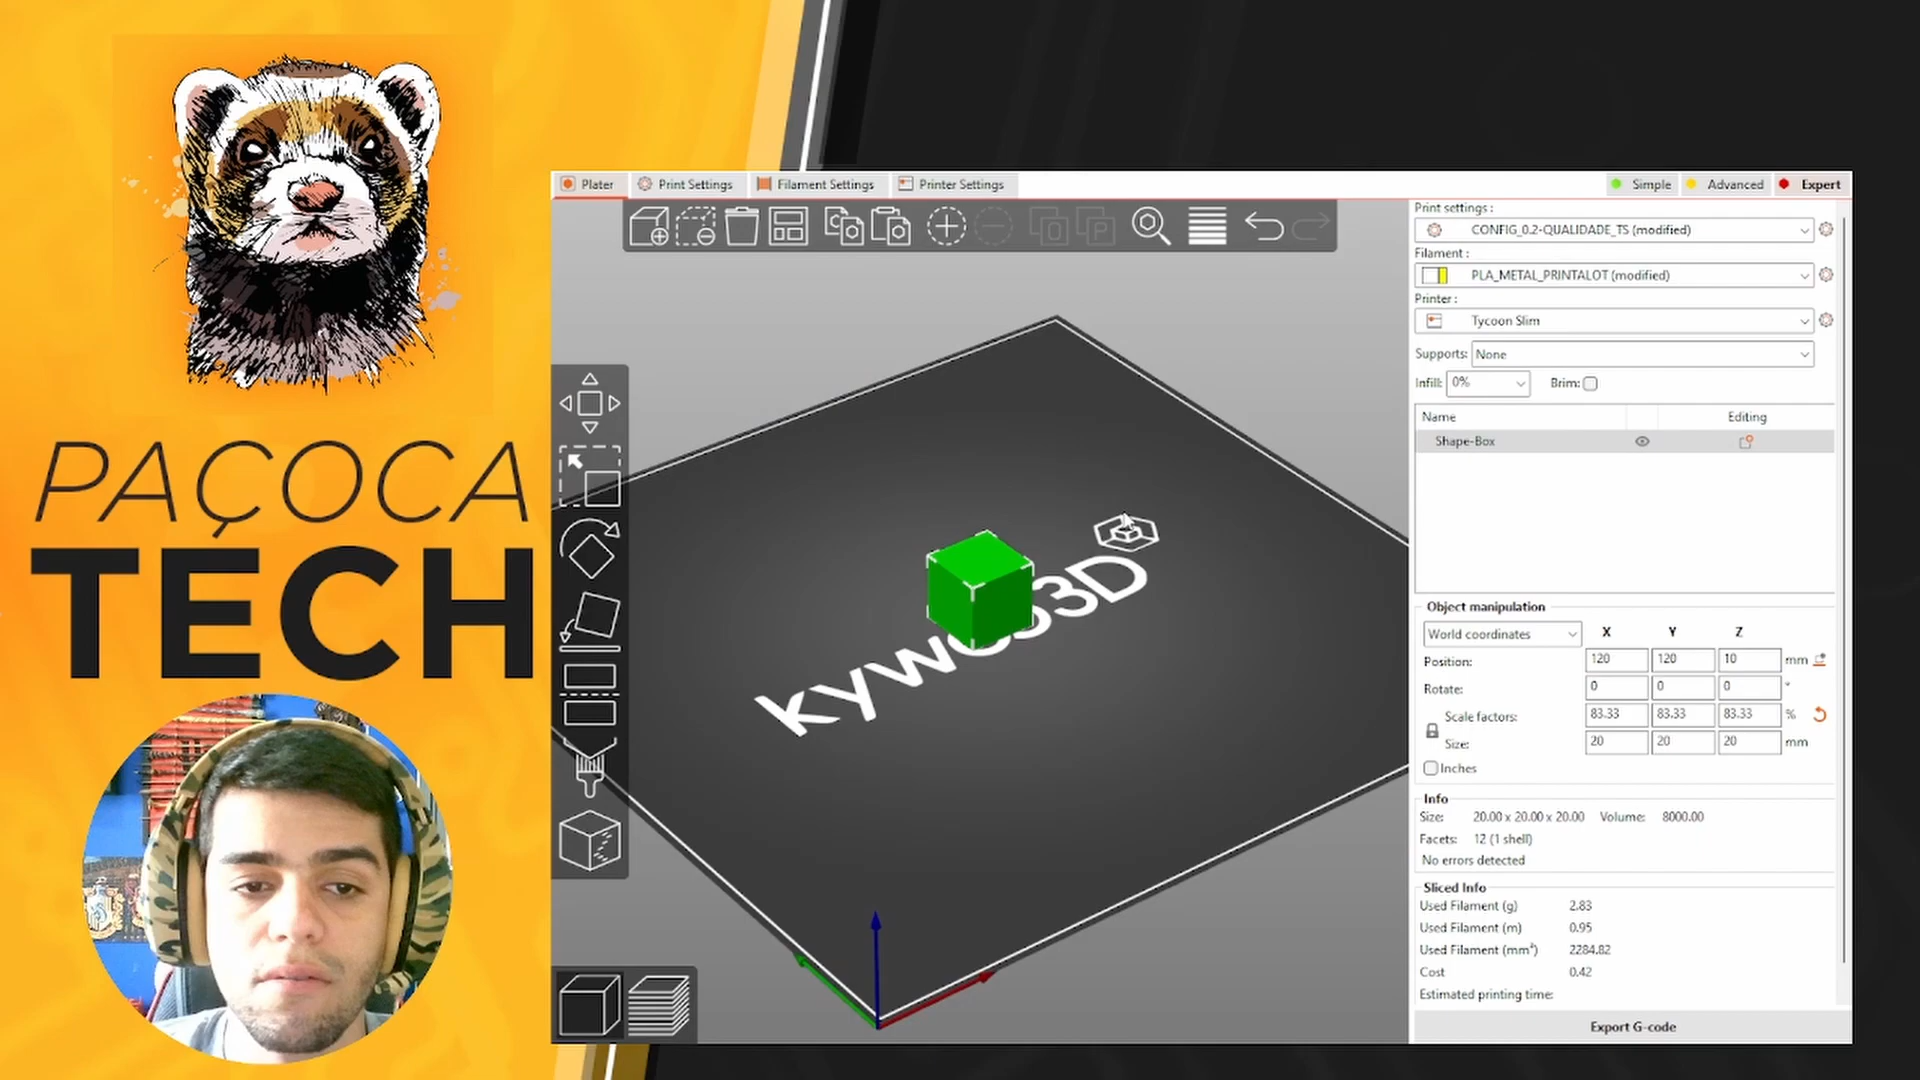 PAÇOCA
TECH
Plater
Print Settings
Filament Settings
Printer Settings
Simple
Advanced
Expert
kywoo3D
Print settings :
CONFIG_0.2-QUALIDADE_TS (modified)
Filament :
PLA_METAL_PRINTALOT (modified)
Printer :
Tycoon Slim
Supports: None
Infill: 0% Brim:
Name Editing
Shape-Box
Object manipulation
World coordinates X Y Z
Position: 120 120 10 mm
Rotate: 0 0 0 °
Scale factors: 83.33 83.33 83.33 %
Size: 20 20 20 mm
Inches
Info
Size: 20.00 x 20.00 x 20.00 Volume: 8000.00
Facets: 12 (1 shell)
No errors detected
Sliced Info
Used Filament (g) 2.83
Used Filament (m) 0.95
Used Filament (mm³) 2284.82
Cost 0.42
Estimated printing time:
Export G-code